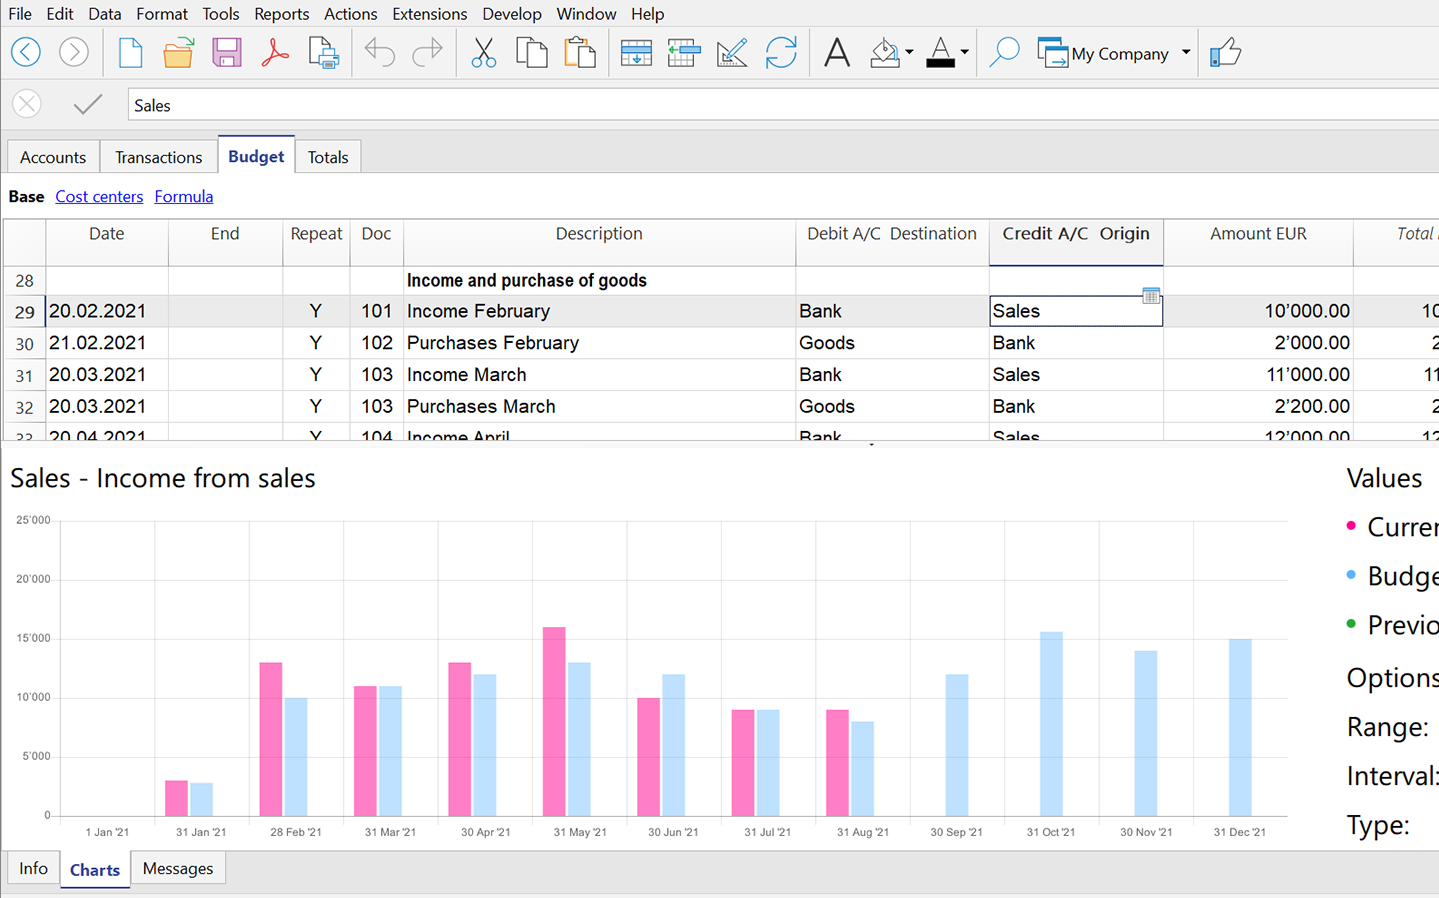 File Edit Data Format Tools Reports Actions Extensions Develop Window Help
A A My Company
Sales
Accounts Transactions Budget Totals
Base Cost centers Formula
Date End Repeat Doc Description Debit A/C Destination Credit A/C Origin Amount EUR Total
28 Income and purchase of goods
29 20.02.2021 Y 101 Income February Bank Sales 10’000.00 10
30 21.02.2021 Y 102 Purchases February Goods Bank 2’000.00 2
31 20.03.2021 Y 103 Income March Bank Sales 11’000.00 11
32 20.03.2021 Y 103 Purchases March Goods Bank 2’200.00 2
33 20.04.2021 Y 104 Income April Bank Sales 12’000.00 12
Sales - Income from sales
25'000
20'000
15'000
10'000
5'000
0
1 Jan '21 31 Jan '21 28 Feb '21 31 Mar '21 30 Apr '21 31 May '21 30 Jun '21 31 Jul '21 31 Aug '21 30 Sep '21 31 Oct '21 30 Nov '21 31 Dec '21
Values
Curre
Budge
Previo
Options
Range:
Interval:
Type:
Info Charts Messages